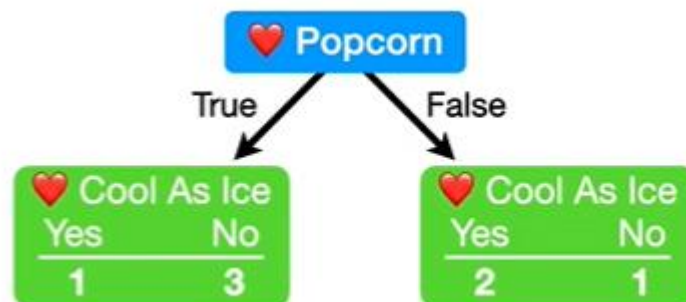 ❤️ Popcorn
True False
❤️ Cool As Ice
Yes No
1 3
❤️ Cool As Ice
Yes No
2 1